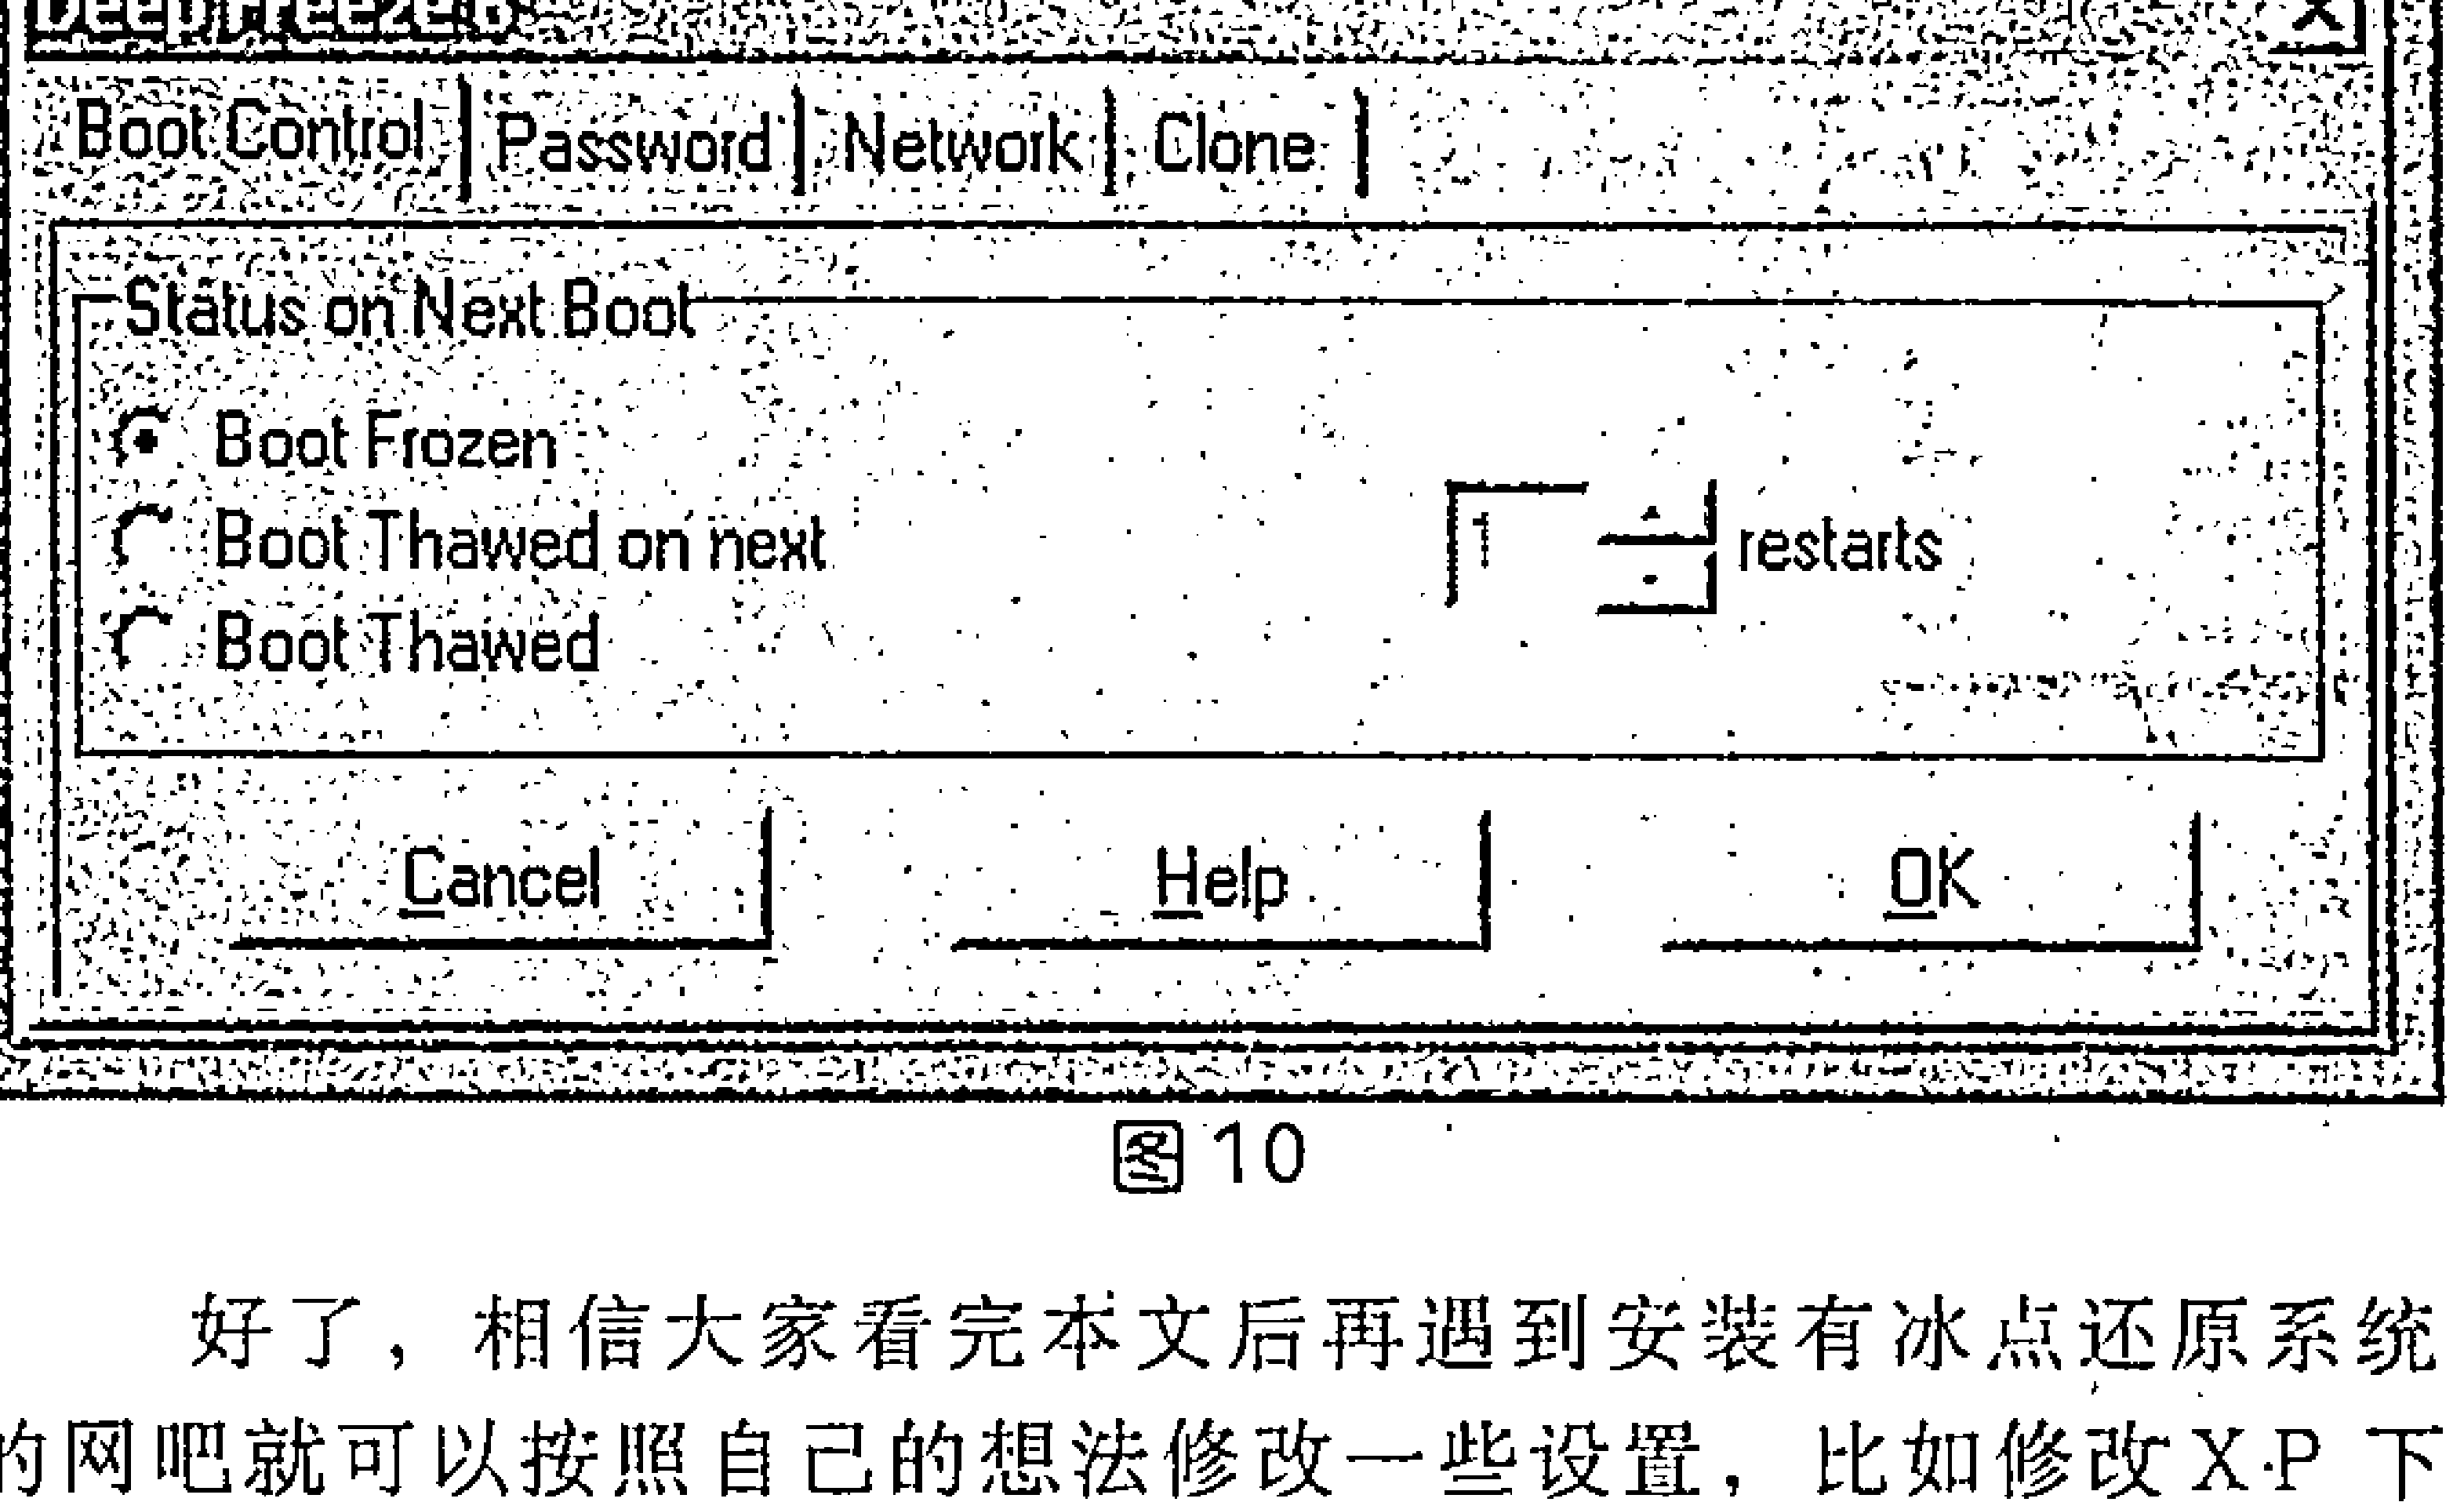 Deep Freeze 6
Boot Control Password Network Clone
Status on Next Boot
Boot Frozen
Boot Thawed on next 1 restarts
Boot Thawed
Cancel Help OK
图10
好了，相信大家看完本文后再遇到安装有冰点还原系统
的网吧就可以按照自己的想法修改一些设置，比如修改XP下